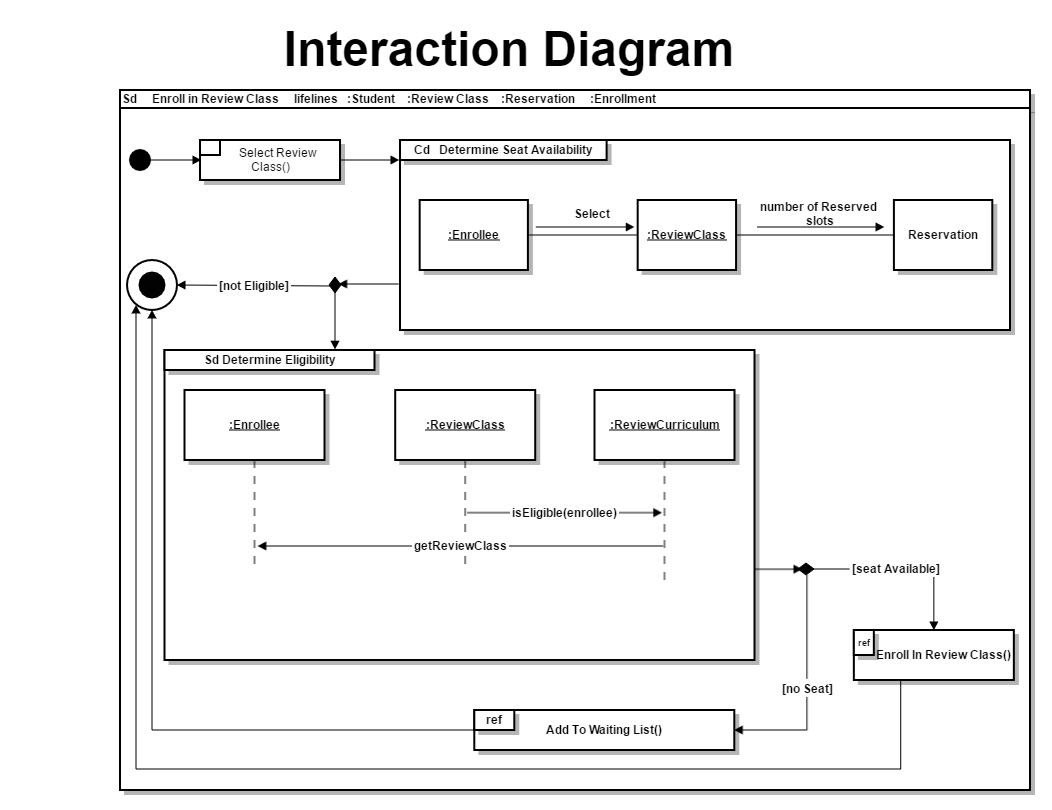 Interaction Diagram
Sd Enroll in Review Class lifelines :Student :Review Class :Reservation :Enrollment
Select Review
Class()
Cd Determine Seat Availability
:Enrollee
Select
:ReviewClass
number of Reserved
slots
Reservation
[not Eligible]
Sd Determine Eligibility
:Enrollee
:ReviewClass
:ReviewCurriculum
isEligible(enrollee)
getReviewClass
[seat Available]
ref
Enroll In Review Class()
[no Seat]
ref
Add To Waiting List()